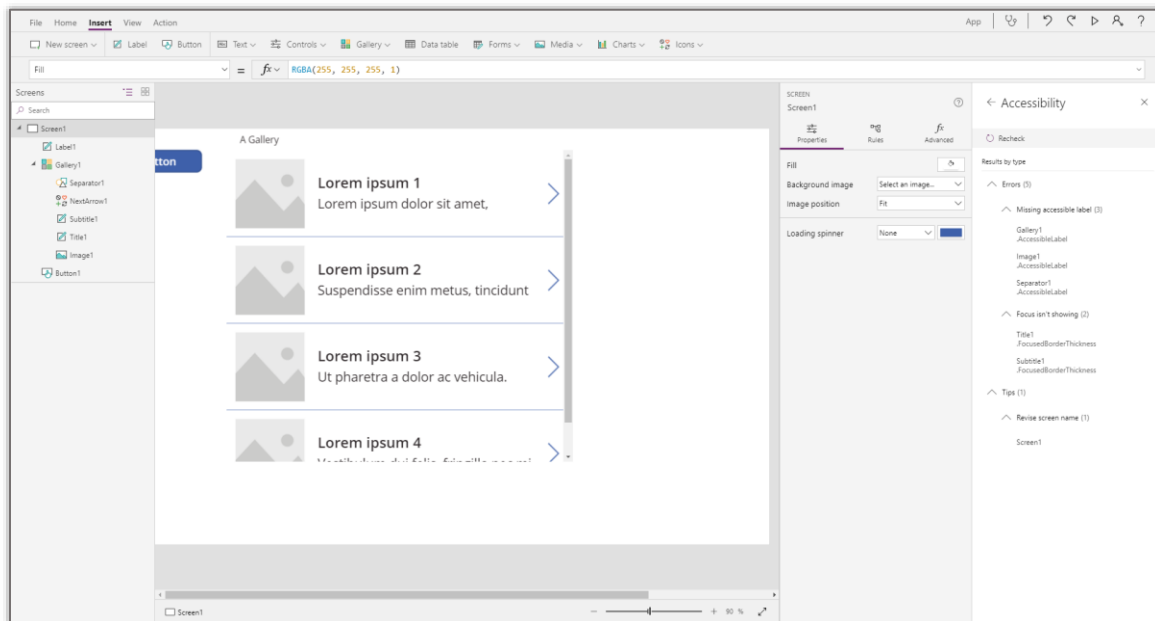 File Home Insert View Action App ?
New screen Label Button Text Controls Gallery Data table Forms Media Charts Icons
Fill = fx RGBA(255, 255, 255, 1)
Screens
Search
Screen1
Label1
Gallery1
Separator1
NextArrow1
Subtitle1
Title1
Image1
Button1
tton
A Gallery
Lorem ipsum 1
Lorem ipsum dolor sit amet,
Lorem ipsum 2
Suspendisse enim metus, tincidunt
Lorem ipsum 3
Ut pharetra a dolor ac vehicula.
Lorem ipsum 4
Screen1
90 %
SCREEN
Screen1
Properties Rules Advanced
Fill
Background image Select an image...
Image position Fit
Loading spinner None
Accessibility
Recheck
Results by type
Errors (5)
Missing accessible label (3)
Gallery1
.AccessibleLabel
Image1
.AccessibleLabel
Separator1
.AccessibleLabel
Focus isn't showing (2)
Title1
.FocusedBorderThickness
Subtitle1
.FocusedBorderThickness
Tips (1)
Revise screen name (1)
Screen1